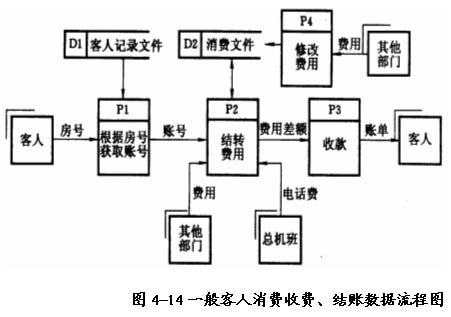 P4
D1 客人记录文件
D2 消费文件
修改
费用
费用
其他
部门
P1
P2
P3
客人
房号
根据房号
获取账号
账号
结转
费用
费用差额
收款
账单
客人
费用
电话费
其他
部门
总机班
图 4-14 一般客人消费收费、结账数据流程图